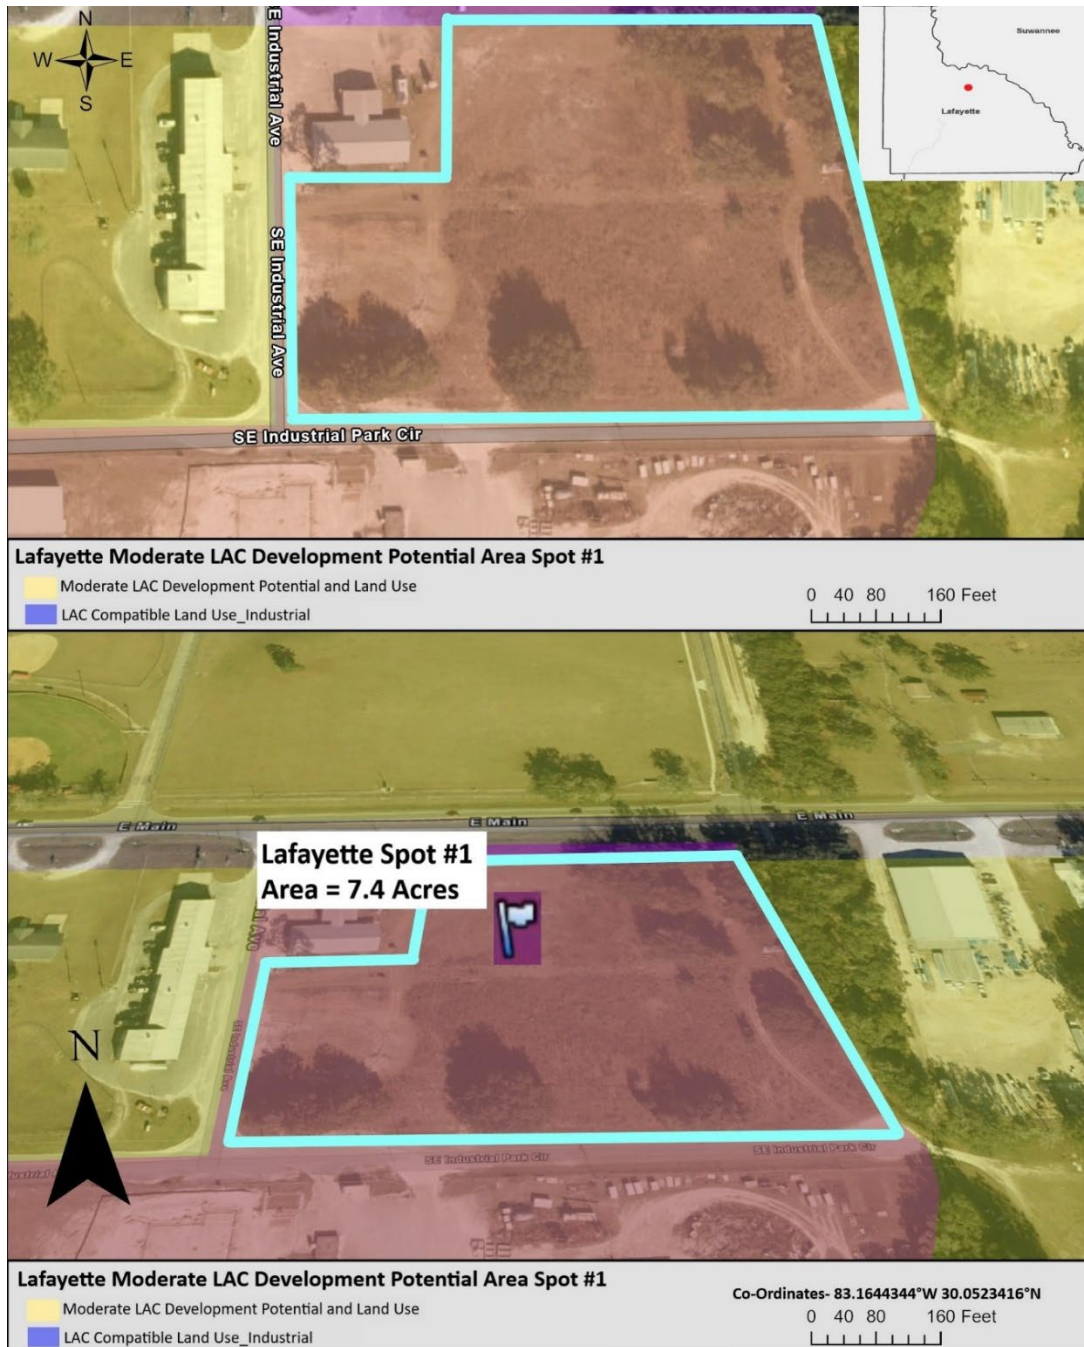 N
W E
S
SE Industrial Ave
SE Industrial Ave
SE Industrial Park Cir
Suwannee
Lafayette
Lafayette Moderate LAC Development Potential Area Spot #1
Moderate LAC Development Potential and Land Use
LAC Compatible Land Use_Industrial
0 40 80 160 Feet
E Main
E Main
E Main
Lafayette Spot #1
Area = 7.4 Acres
SE Industrial Ave
N
SE Industrial Park Cir
SE Industrial Park Cir
Lafayette Moderate LAC Development Potential Area Spot #1
Moderate LAC Development Potential and Land Use
LAC Compatible Land Use_Industrial
Co-Ordinates- 83.1644344°W 30.0523416°N
0 40 80 160 Feet